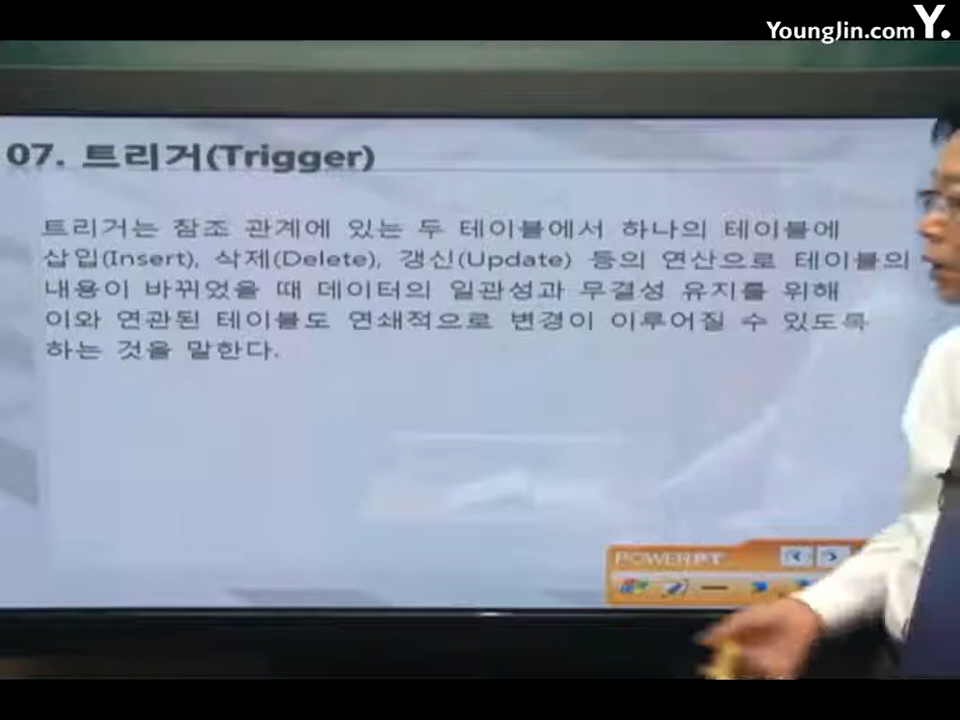 YoungJin.com Y.
07. 트리거(Trigger)
트리거는 참조 관계에 있는 두 테이블에서 하나의 테이블에
삽입(Insert), 삭제(Delete), 갱신(Update) 등의 연산으로 테이블의
내용이 바뀌었을 때 데이터의 일관성과 무결성 유지를 위해
이와 연관된 테이블도 연쇄적으로 변경이 이루어질 수 있도록
하는 것을 말한다.
POWERPT